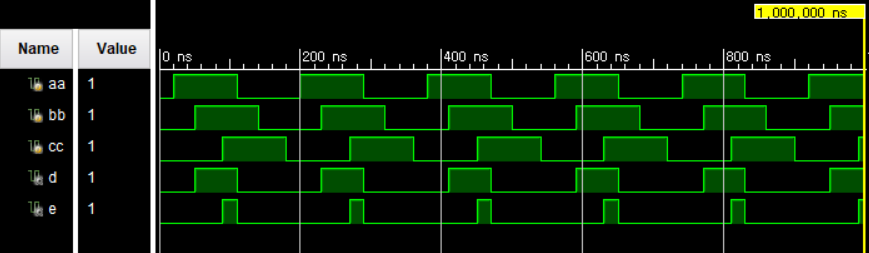 1,000,000 ns
Name Value 0 ns 200 ns 400 ns 600 ns 800 ns
aa 1
bb 1
cc 1
d 1
e 1